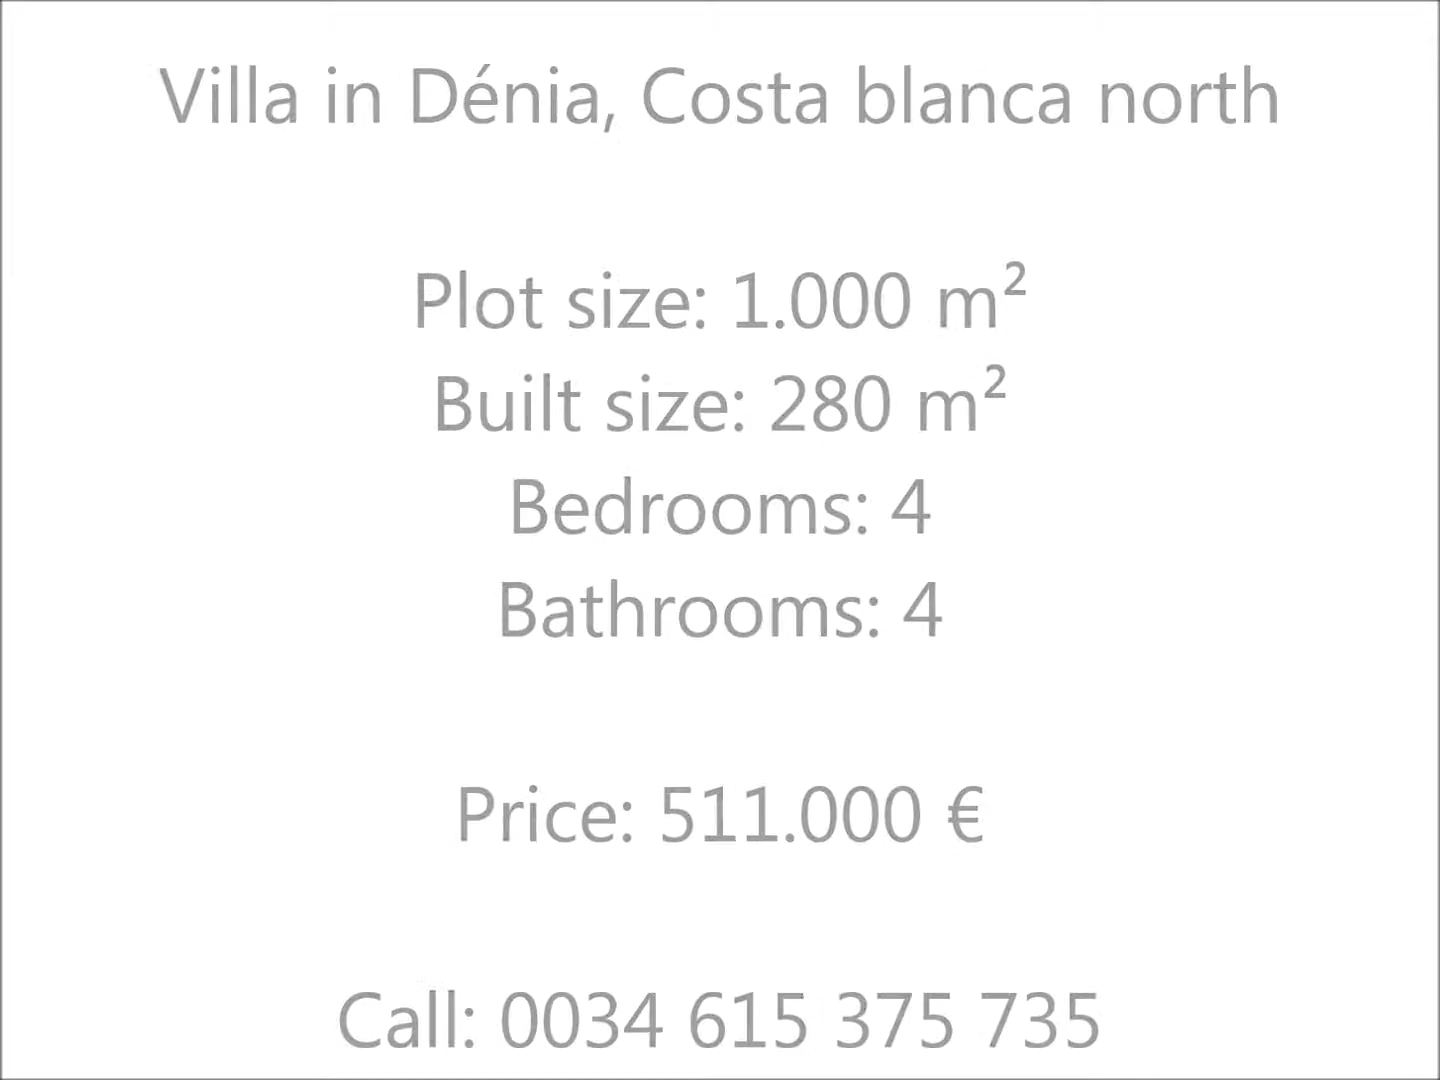 Villa in Dénia, Costa blanca north
Plot size: 1.000 m²
Built size: 280 m²
Bedrooms: 4
Bathrooms: 4
Price: 511.000 €
Call: 0034 615 375 735